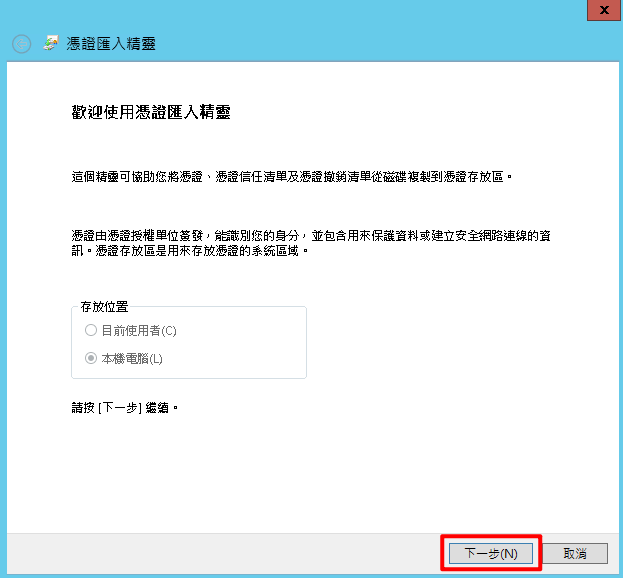 憑證匯入精靈
歡迎使用憑證匯入精靈
這個精靈可協助您將憑證、憑證信任清單及憑證撤銷清單從磁碟複製到憑證存放區。
憑證由憑證授權單位簽發，能識別您的身分，並包含用來保護資料或建立安全網路連線的資
訊。憑證存放區是用來存放憑證的系統區域。
存放位置
目前使用者(C)
本機電腦(L)
請按 [下一步] 繼續。
下一步(N)
取消